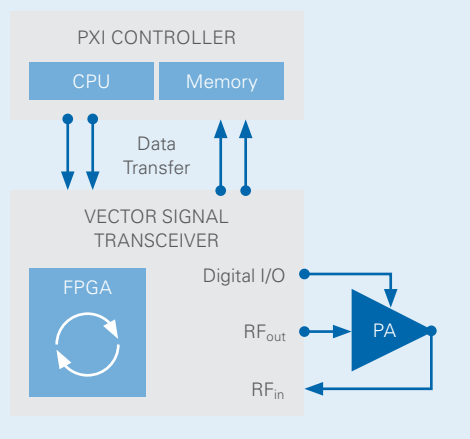 PXI CONTROLLER
CPU
Memory
Data
Transfer
VECTOR SIGNAL
TRANSCEIVER
FPGA
Digital I/O
RFout
PA
RFin